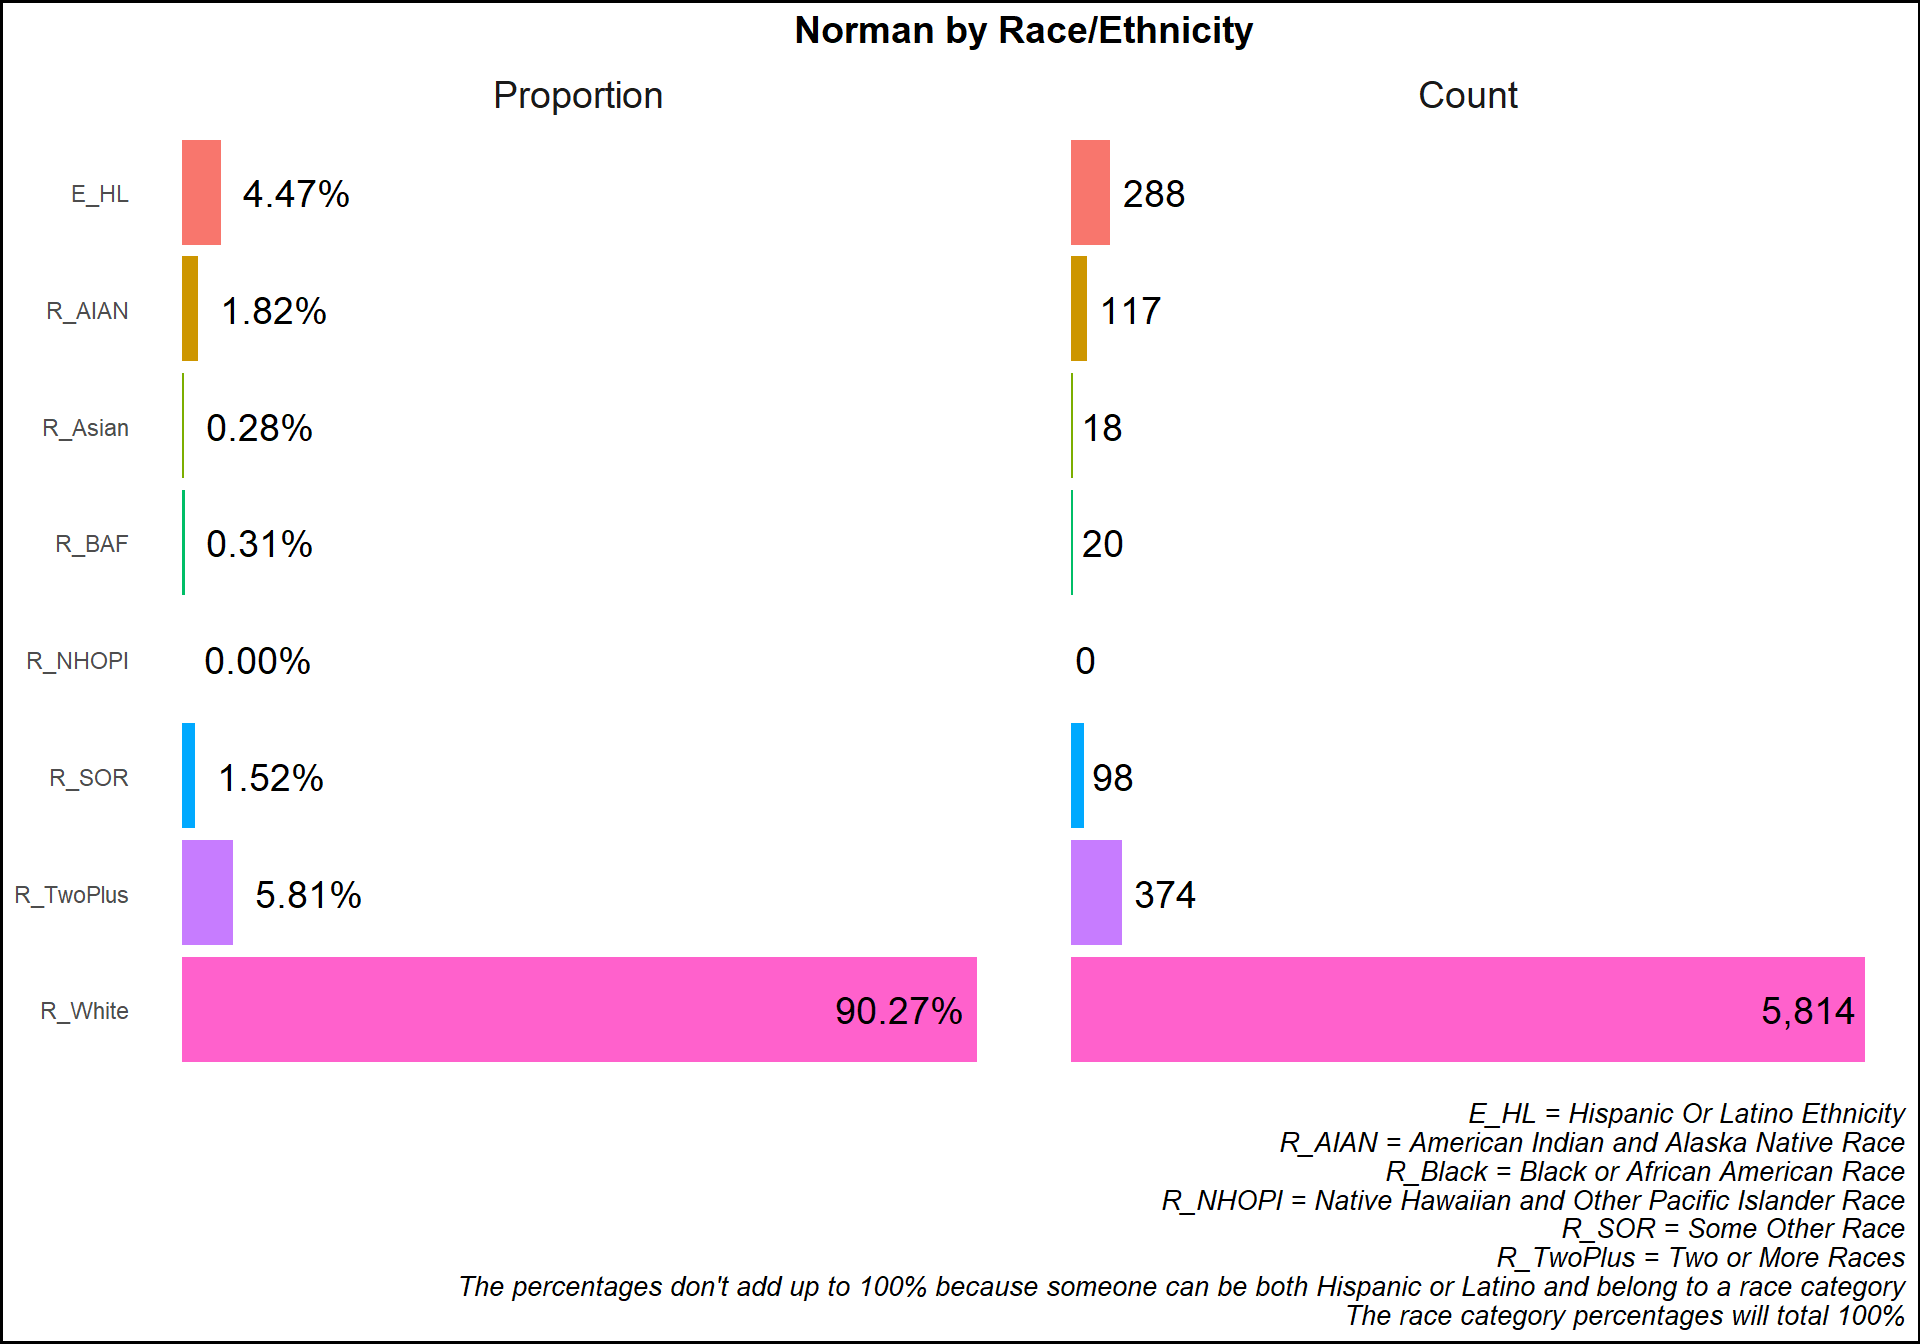 Norman by Race/Ethnicity
Proportion Count
E_HL 4.47% 288
R_AIAN 1.82% 117
R_Asian 0.28% 18
R_BAF 0.31% 20
R_NHOPI 0.00% 0
R_SOR 1.52% 98
R_TwoPlus 5.81% 374
R_White 90.27% 5,814
E_HL = Hispanic Or Latino Ethnicity
R_AIAN = American Indian and Alaska Native Race
R_Black = Black or African American Race
R_NHOPI = Native Hawaiian and Other Pacific Islander Race
R_SOR = Some Other Race
R_TwoPlus = Two or More Races
The percentages don't add up to 100% because someone can be both Hispanic or Latino and belong to a race category
The race category percentages will total 100%